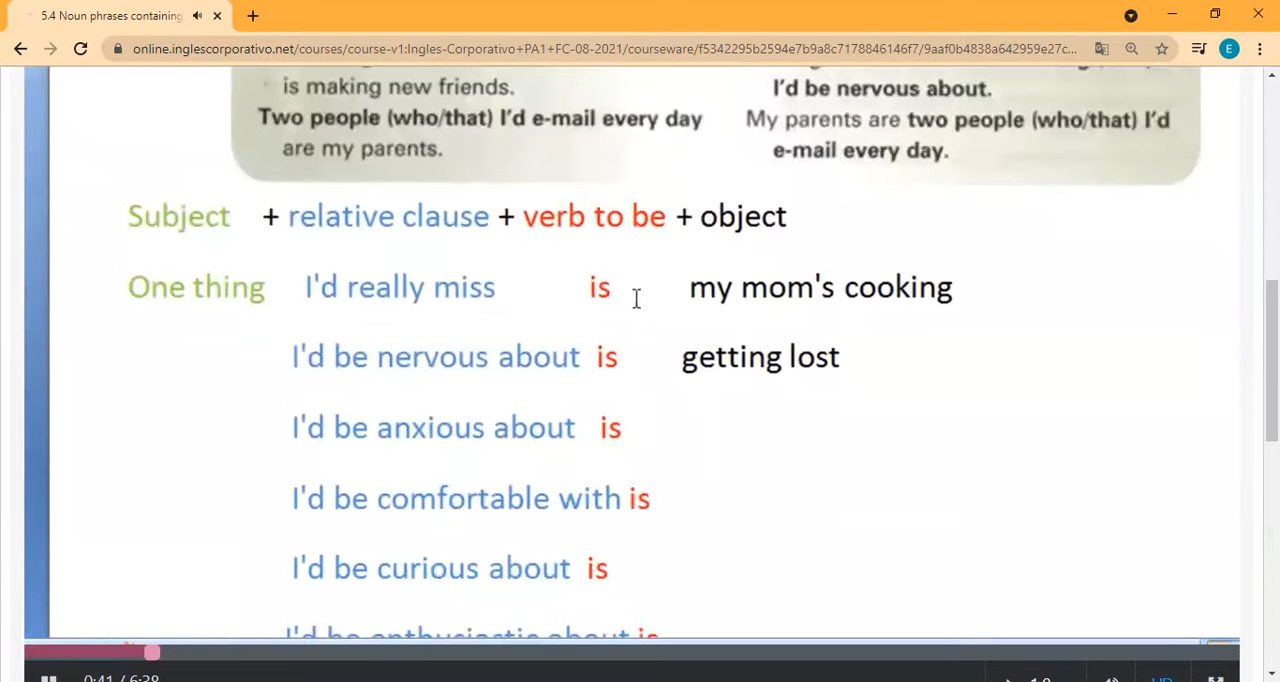 5.4 Noun phrases containing
online.inglescorporativo.net/courses/course-v1:Ingles-Corporativo+PA1+FC-08-2021/courseware/f5342295b2594e7b9a8c7178846146f7/9aaf0b4838a642959e27c...
E
is making new friends.
Two people (who/that) I'd e-mail every day
are my parents.
I'd be nervous about.
My parents are two people (who/that) I'd
e-mail every day.
Subject + relative clause + verb to be + object
One thing I'd really miss is my mom's cooking
I'd be nervous about is getting lost
I'd be anxious about is
I'd be comfortable with is
I'd be curious about is
I'd be enthusiastic about is
0:41 / 6:38
HD